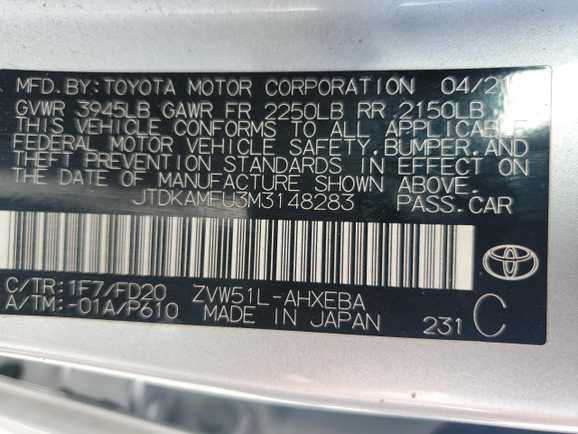 MFD.BY:TOYOTA MOTOR CORPORATION 04/21
GVWR 3945LB GAWR FR 2250LB RR 2150LB
THIS VEHICLE CONFORMS TO ALL APPLICABLE
FEDERAL MOTOR VEHICLE SAFETY,BUMPER,AND
THEFT PREVENTION STANDARDS IN EFFECT ON
THE DATE OF MANUFACTURE SHOWN ABOVE.
JTDKAMFU3M3148283 PASS.CAR
C/TR:1F7/FD20 ZVW51L-AHXEBA
A/TM:-01A/P610 MADE IN JAPAN 231 C